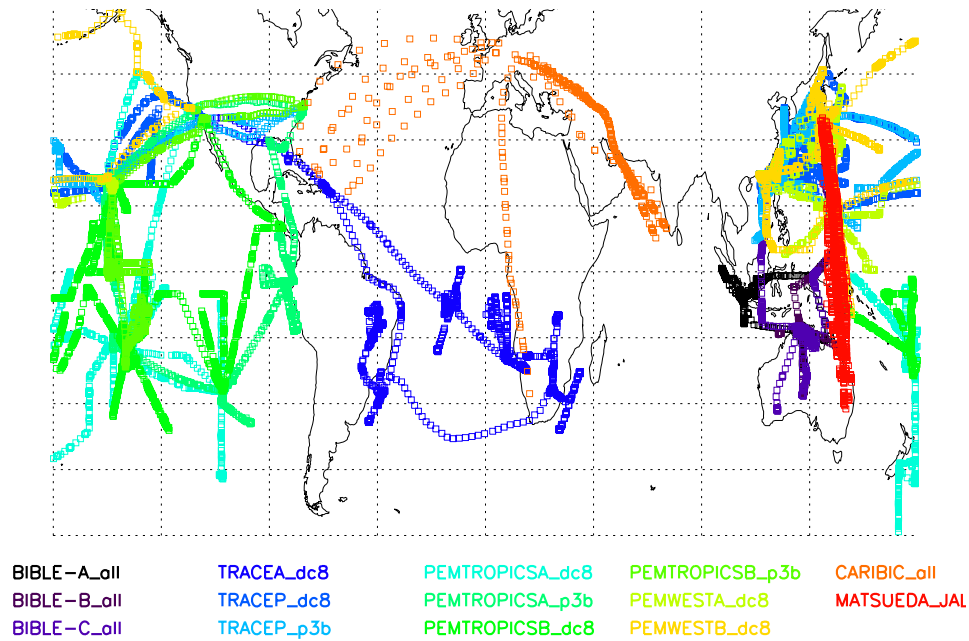 BIBLE-A_all TRACEA_dc8 PEMTROPICSA_dc8 PEMTROPICSB_p3b CARIBIC_all
BIBLE-B_all TRACEP_dc8 PEMTROPICSA_p3b PEMWESTA_dc8 MATSUEDA_JAL
BIBLE-C_all TRACEP_p3b PEMTROPICSB_dc8 PEMWESTB_dc8